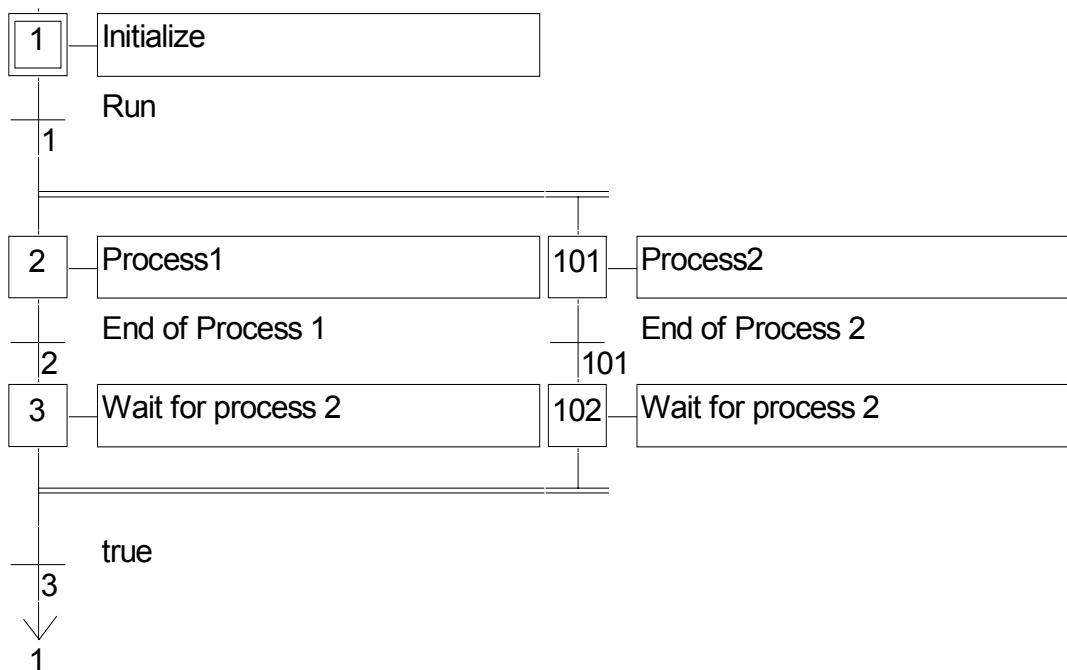 1 Initialize
Run
1
2 Process1 101 Process2
End of Process 1 End of Process 2
2 101
3 Wait for process 2 102 Wait for process 2
true
3
1